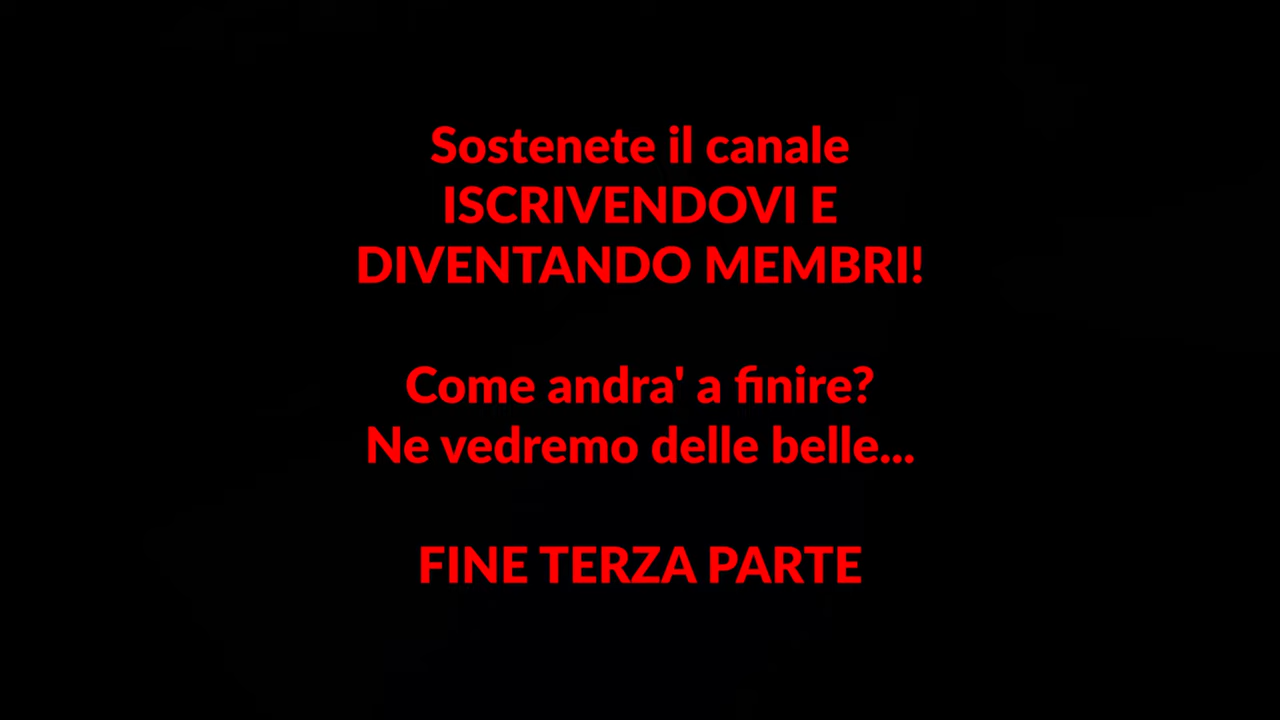 Sostenete il canale
ISCRIVENDOVI E
DIVENTANDO MEMBRI!
Come andra' a finire?
Ne vedremo delle belle...
FINE TERZA PARTE